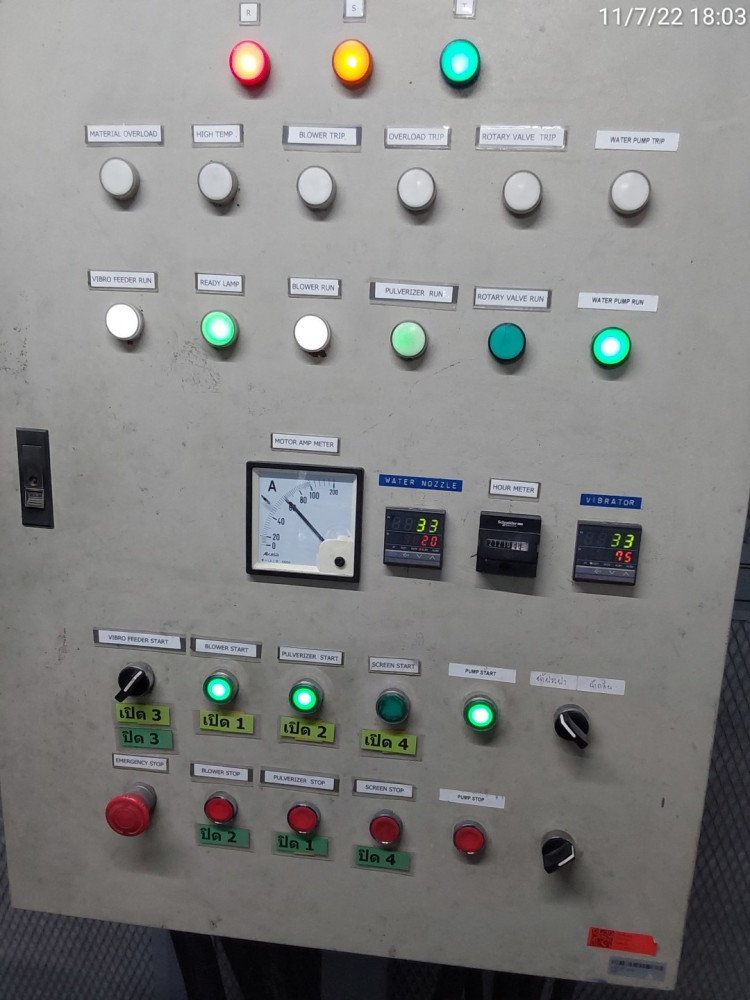 11/7/22 18:03
R
S
MATERIAL OVERLOAD
HIGH TEMP .
BLOWER TRIP
OVERLOAD TRIP
ROTARY VALVE TRIP
WATER PUMP TRIP
VIBRO FEEDER RUN
READY LAMP
BLOWER RUN
PULVERIZER RUN
ROTARY VALVE RUN
WATER PUMP RUN
MOTOR AMP METER
WATER NOZZLE
HOUR METER
VIBRATOR
A
80 100 200
60
40
20
0
33
20
Schneider
33
75
VIBRO FEEDER START
BLOWER START
PULVERIZER START
SCREEN START
PUMP START
เปิด 3
เปิด 1
เปิด 2
เปิด 4
ปิด 3
EMERGENCY STOP
BLOWER STOP
PULVERIZER STOP
SCREEN STOP
PUMP STOP
ปิด 2
ปิด 1
ปิด 4